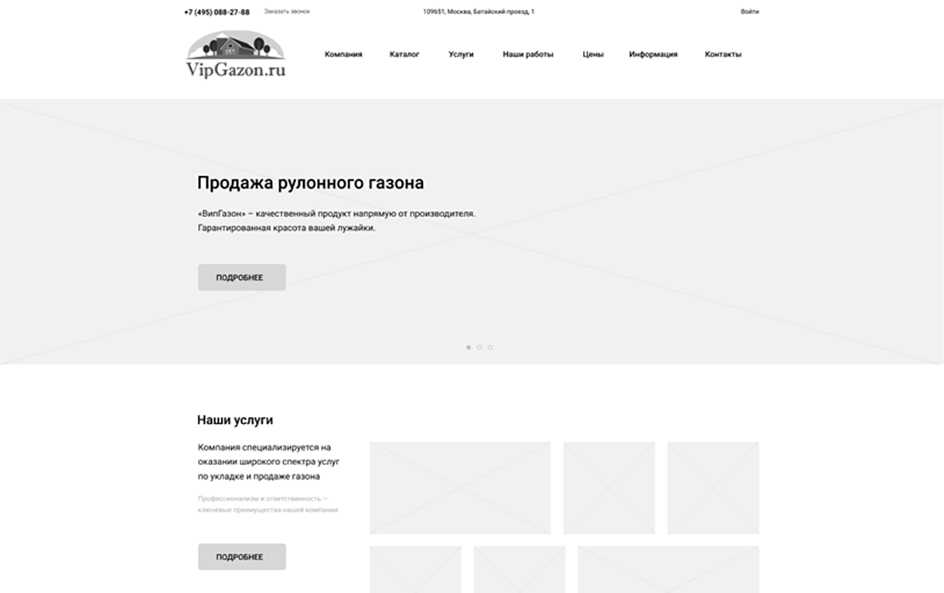 +7 (495) 088-27-88
Заказать звонок
109651, Москва, Батайский проезд, 1
Войти
VipGazon.ru
Компания
Каталог
Услуги
Наши работы
Цены
Информация
Контакты
Продажа рулонного газона
«ВипГазон» – качественный продукт напрямую от производителя.
Гарантированная красота вашей лужайки.
ПОДРОБНЕЕ
Наши услуги
Компания специализируется на
оказании широкого спектра услуг
по укладке и продаже газона
Профессионализм и ответственность –
ключевые преимущества нашей компании.
ПОДРОБНЕЕ